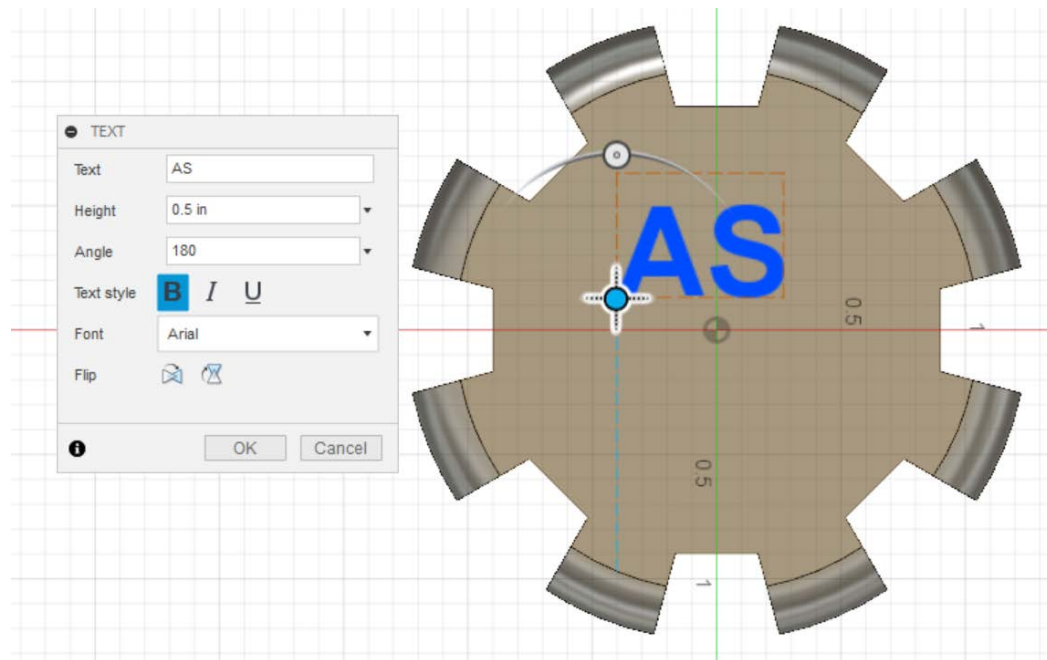 TEXT
Text AS
Height 0.5 in
Angle 180
Text style B I U
Font Arial
Flip
OK Cancel
AS
0.5
1
0.5
1